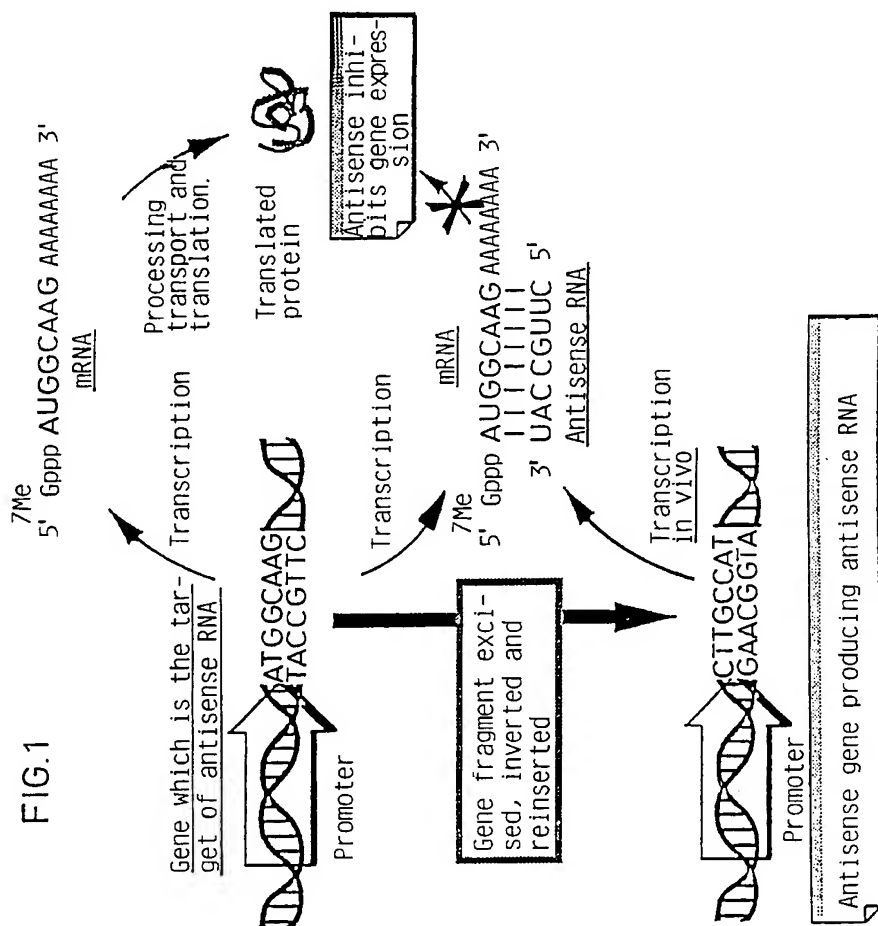 FIG.1
7Me
5' Gppp AUGGCAAG AAAAAAAAA 3'
mRNA
Gene which is the tar-
get of antisense RNA
Transcription
Processing
transport and
translation.
ATGGCAAG
TACCGTTC
Promoter
Translated
protein
Transcription
Antisense inhi-
bits gene expres-
sion
Gene fragment exci-
sed, inverted and
reinserted
mRNA
7Me
5' Gppp AUGGCAAG AAAAAAAAA 3'
3' UACCGUUC 5'
Antisense RNA
Transcription
in vivo
CTTGCCAT
GAACGGTA
Promoter
Antisense gene producing antisense RNA